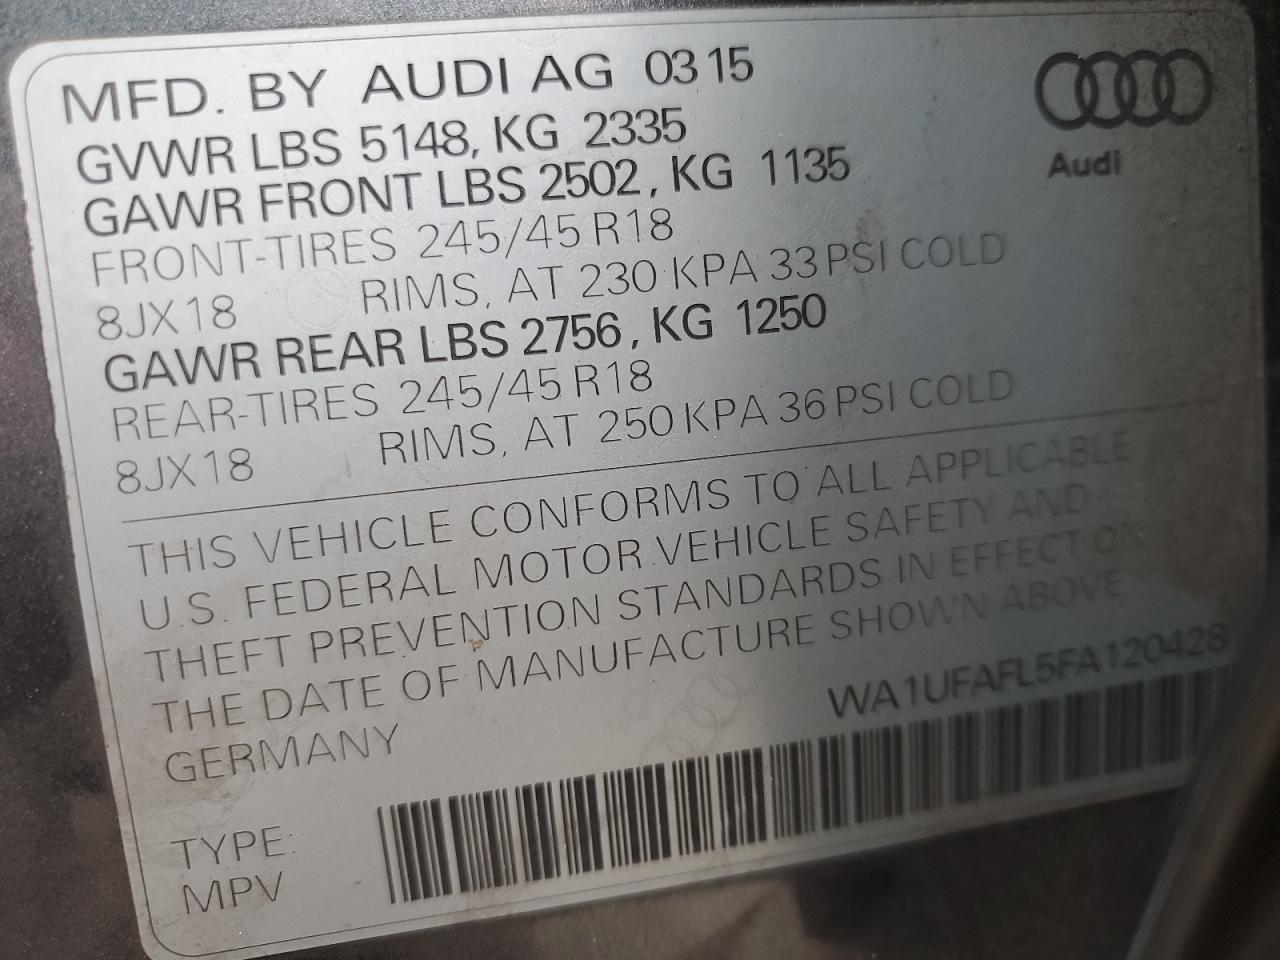 MFD. BY AUDI AG 03 15
Audi
GVWR LBS 5148, KG 2335
GAWR FRONT LBS 2502, KG 1135
FRONT-TIRES 245/45 R18
8JX18 RIMS, AT 230 KPA 33 PSI COLD
GAWR REAR LBS 2756, KG 1250
REAR-TIRES 245/45 R18
8JX18 RIMS, AT 250 KPA 36 PSI COLD
THIS VEHICLE CONFORMS TO ALL APPLICABLE
U.S. FEDERAL MOTOR VEHICLE SAFETY AND
THEFT PREVENTION STANDARDS IN EFFECT ON
THE DATE OF MANUFACTURE SHOWN ABOVE
GERMANY
WA1UFAFL5FA120428
TYPE:
MPV